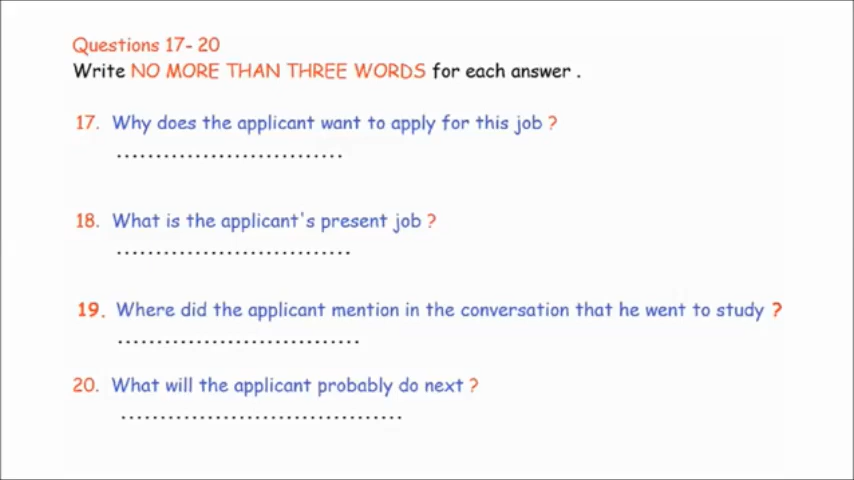 Questions 17- 20
Write NO MORE THAN THREE WORDS for each answer .
17. Why does the applicant want to apply for this job ?
.............................
18. What is the applicant's present job ?
..............................
19. Where did the applicant mention in the conversation that he went to study ?
...............................
20. What will the applicant probably do next ?
....................................